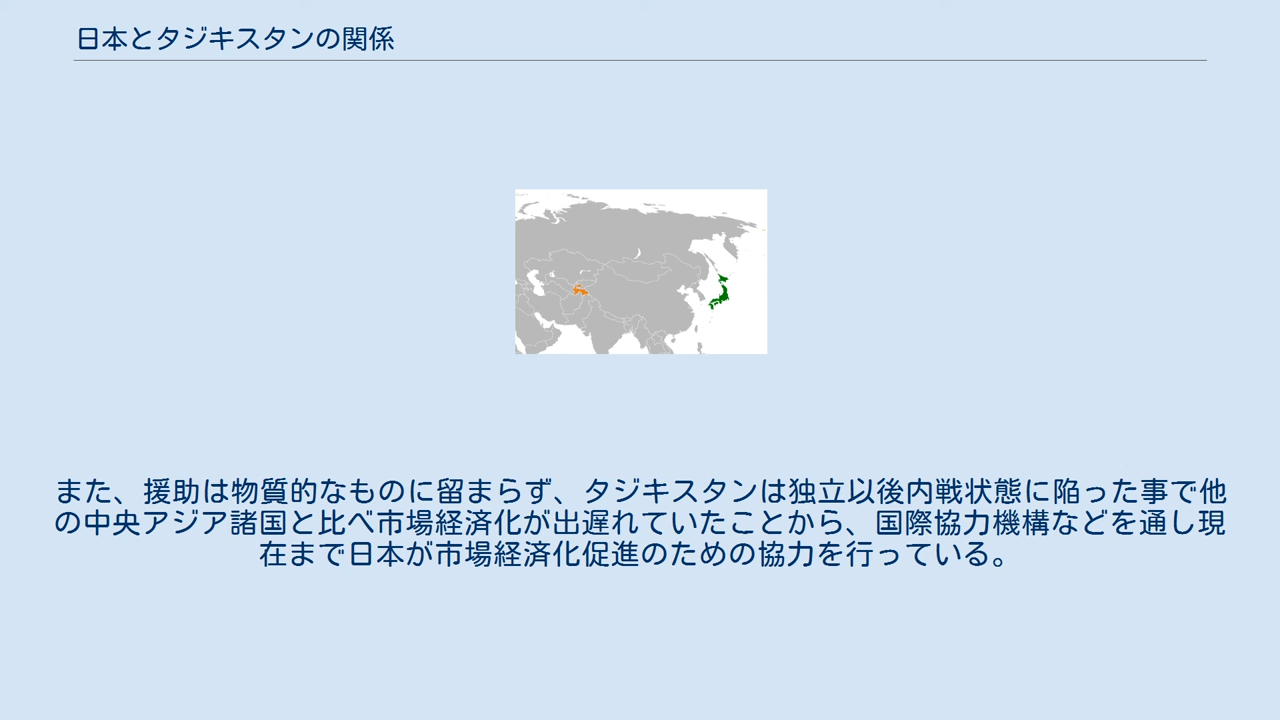 日本とタジキスタンの関係
また、援助は物質的なものに留まらず、タジキスタンは独立以後内戦状態に陥った事で他
の中央アジア諸国と比べ市場経済化が出遅れていたことから、国際協力機構などを通し現
在まで日本が市場経済化促進のための協力を行っている。